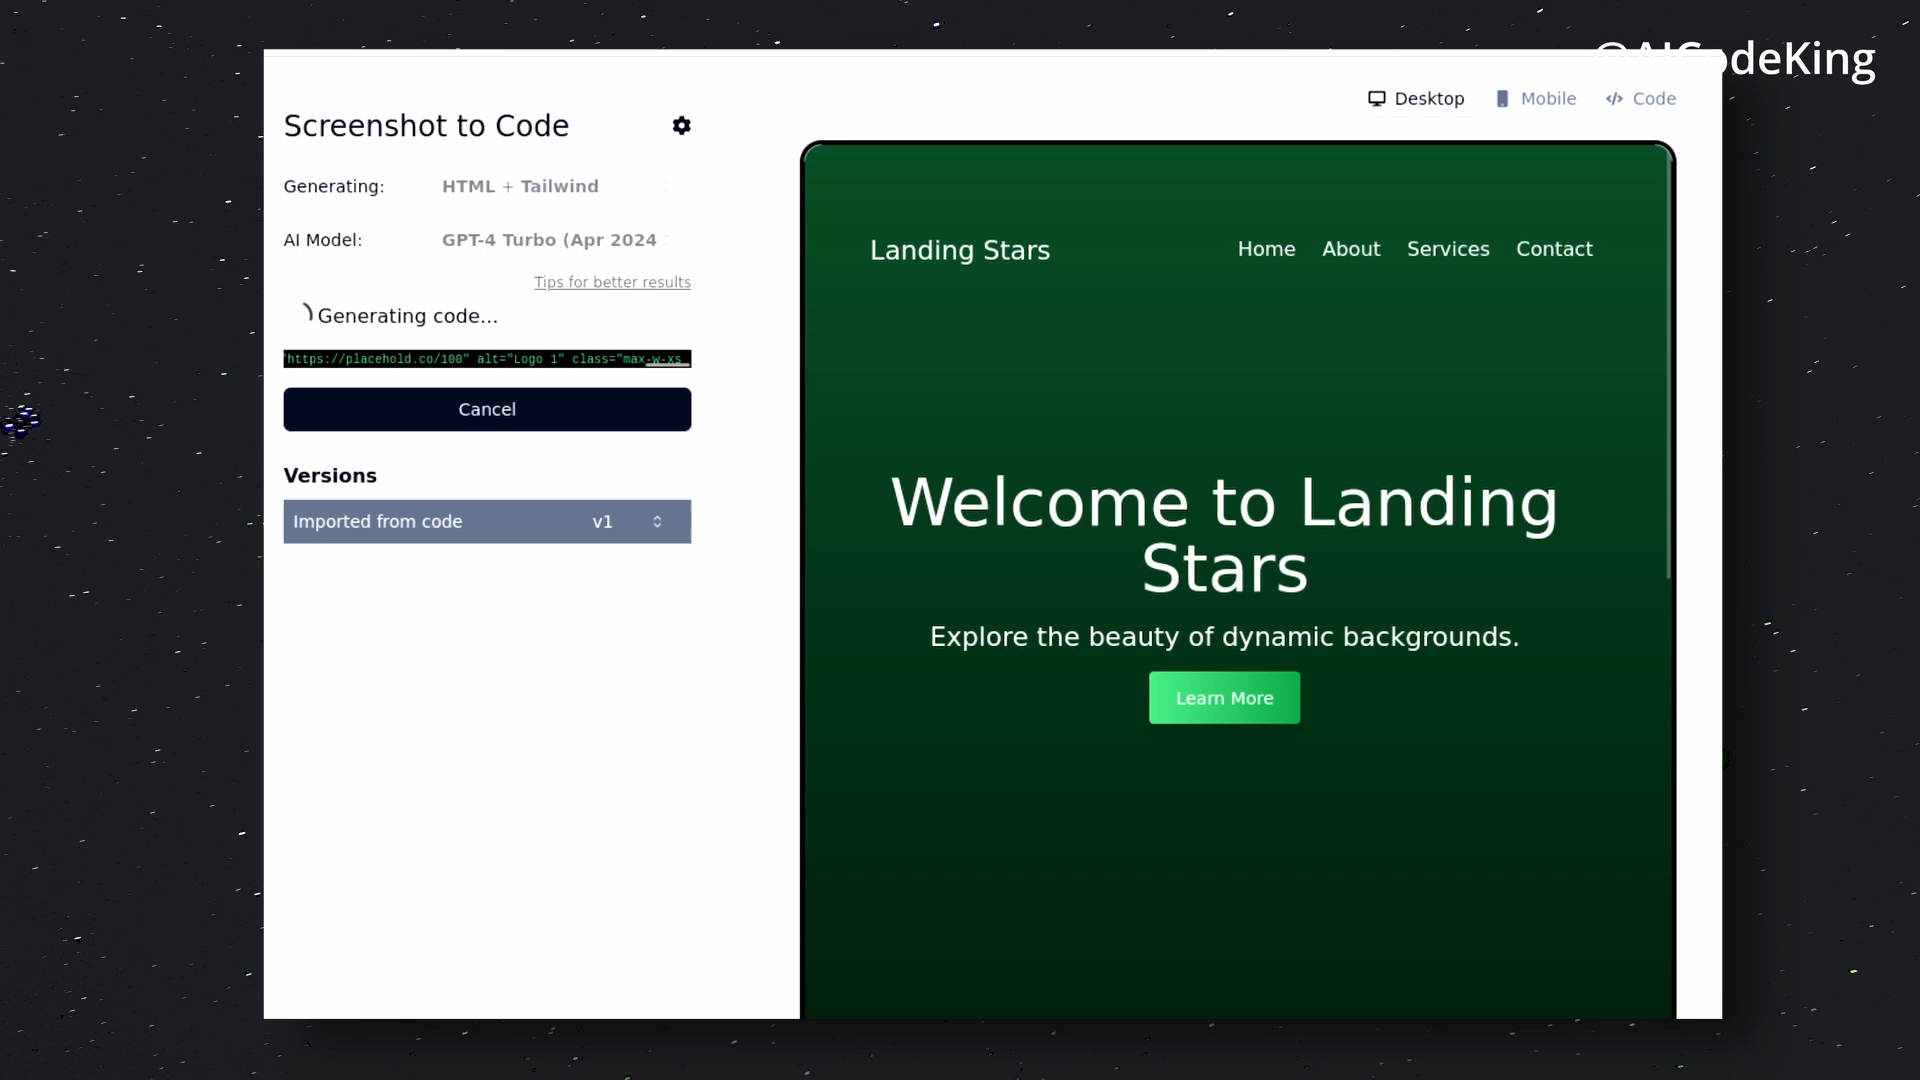 @AICodeKing
Desktop Mobile Code
Screenshot to Code
Generating: HTML + Tailwind
AI Model: GPT-4 Turbo (Apr 2024
Tips for better results
Generating code...
"https://placehold.co/100" alt="Logo 1" class="max-w-xs
Cancel
Versions
Imported from code v1
Landing Stars Home About Services Contact
Welcome to Landing
Stars
Explore the beauty of dynamic backgrounds.
Learn More